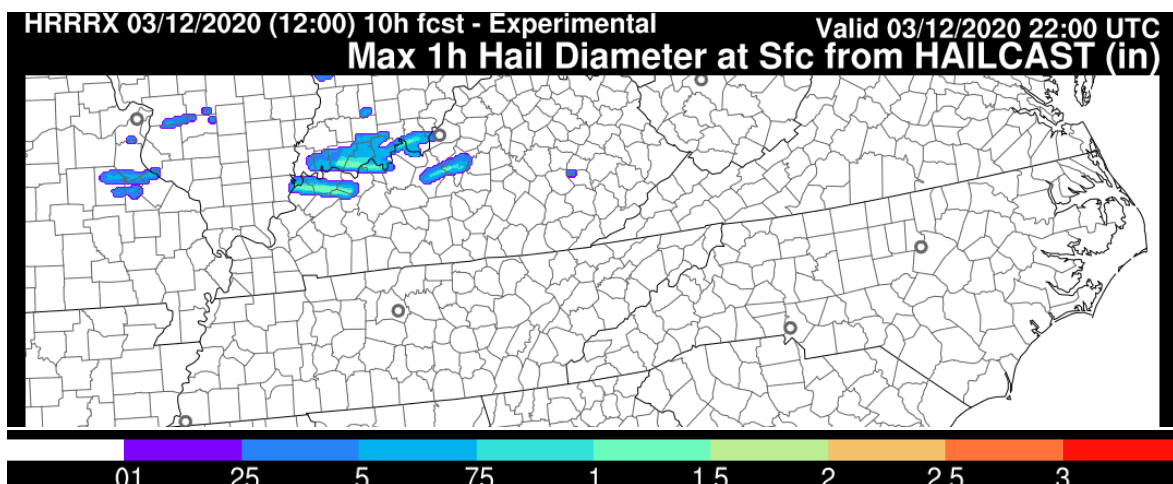 HRRRX 03/12/2020 (12:00) 10h fcst - Experimental
Valid 03/12/2020 22:00 UTC
Max 1h Hail Diameter at Sfc from HAILCAST (in)
.01 .25 .5 .75 1 1.5 2 2.5 3